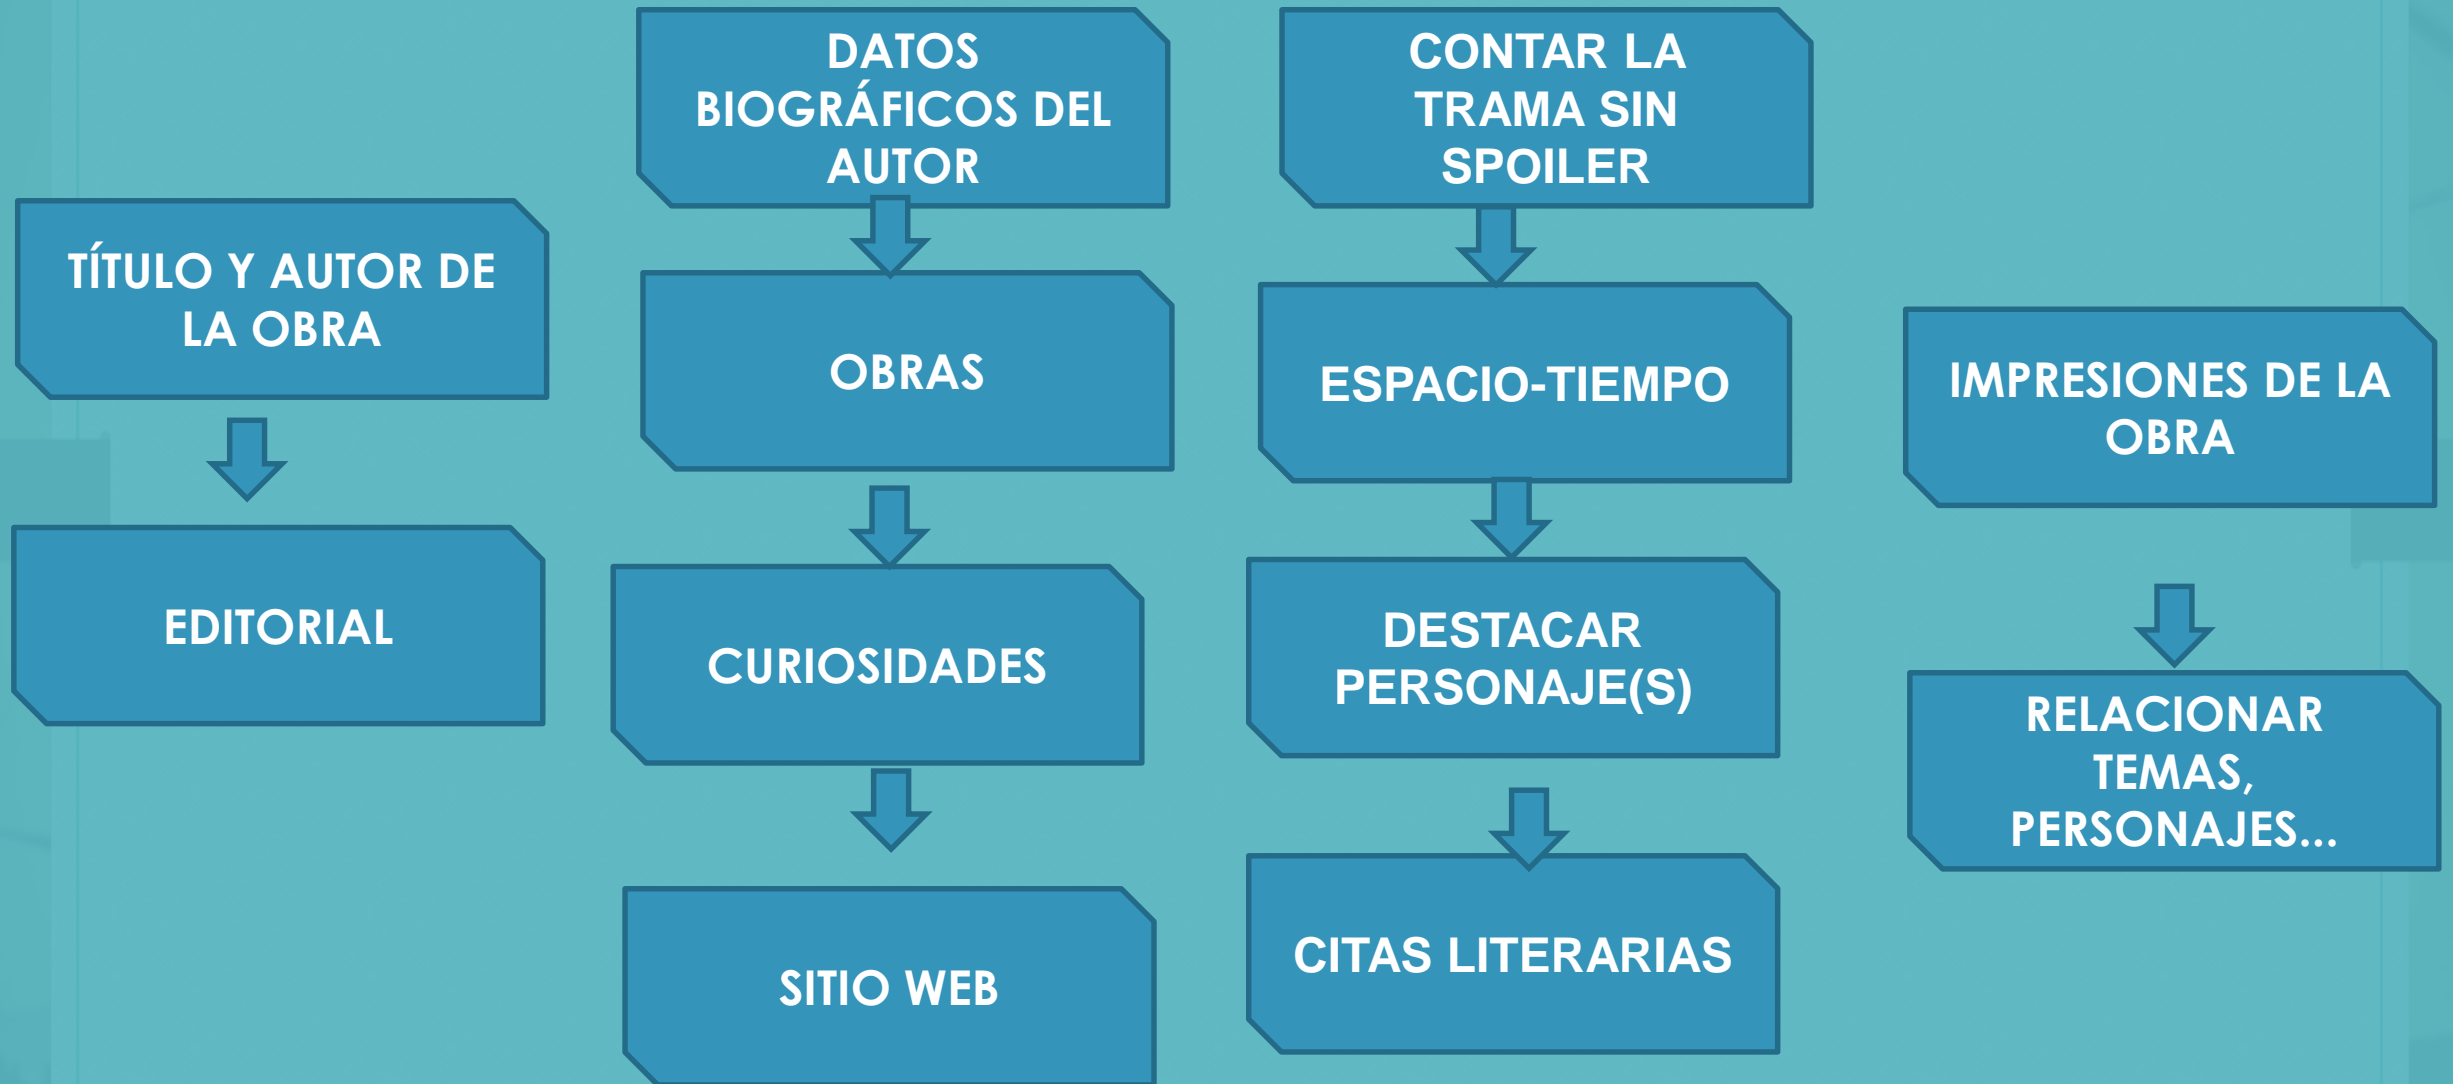 TÍTULO Y AUTOR DE
LA OBRA
EDITORIAL
DATOS
BIOGRÁFICOS DEL
AUTOR
OBRAS
CURIOSIDADES
SITIO WEB
CONTAR LA
TRAMA SIN
SPOILER
ESPACIO-TIEMPO
DESTACAR
PERSONAJE(S)
CITAS LITERARIAS
IMPRESIONES DE LA
OBRA
RELACIONAR
TEMAS,
PERSONAJES...